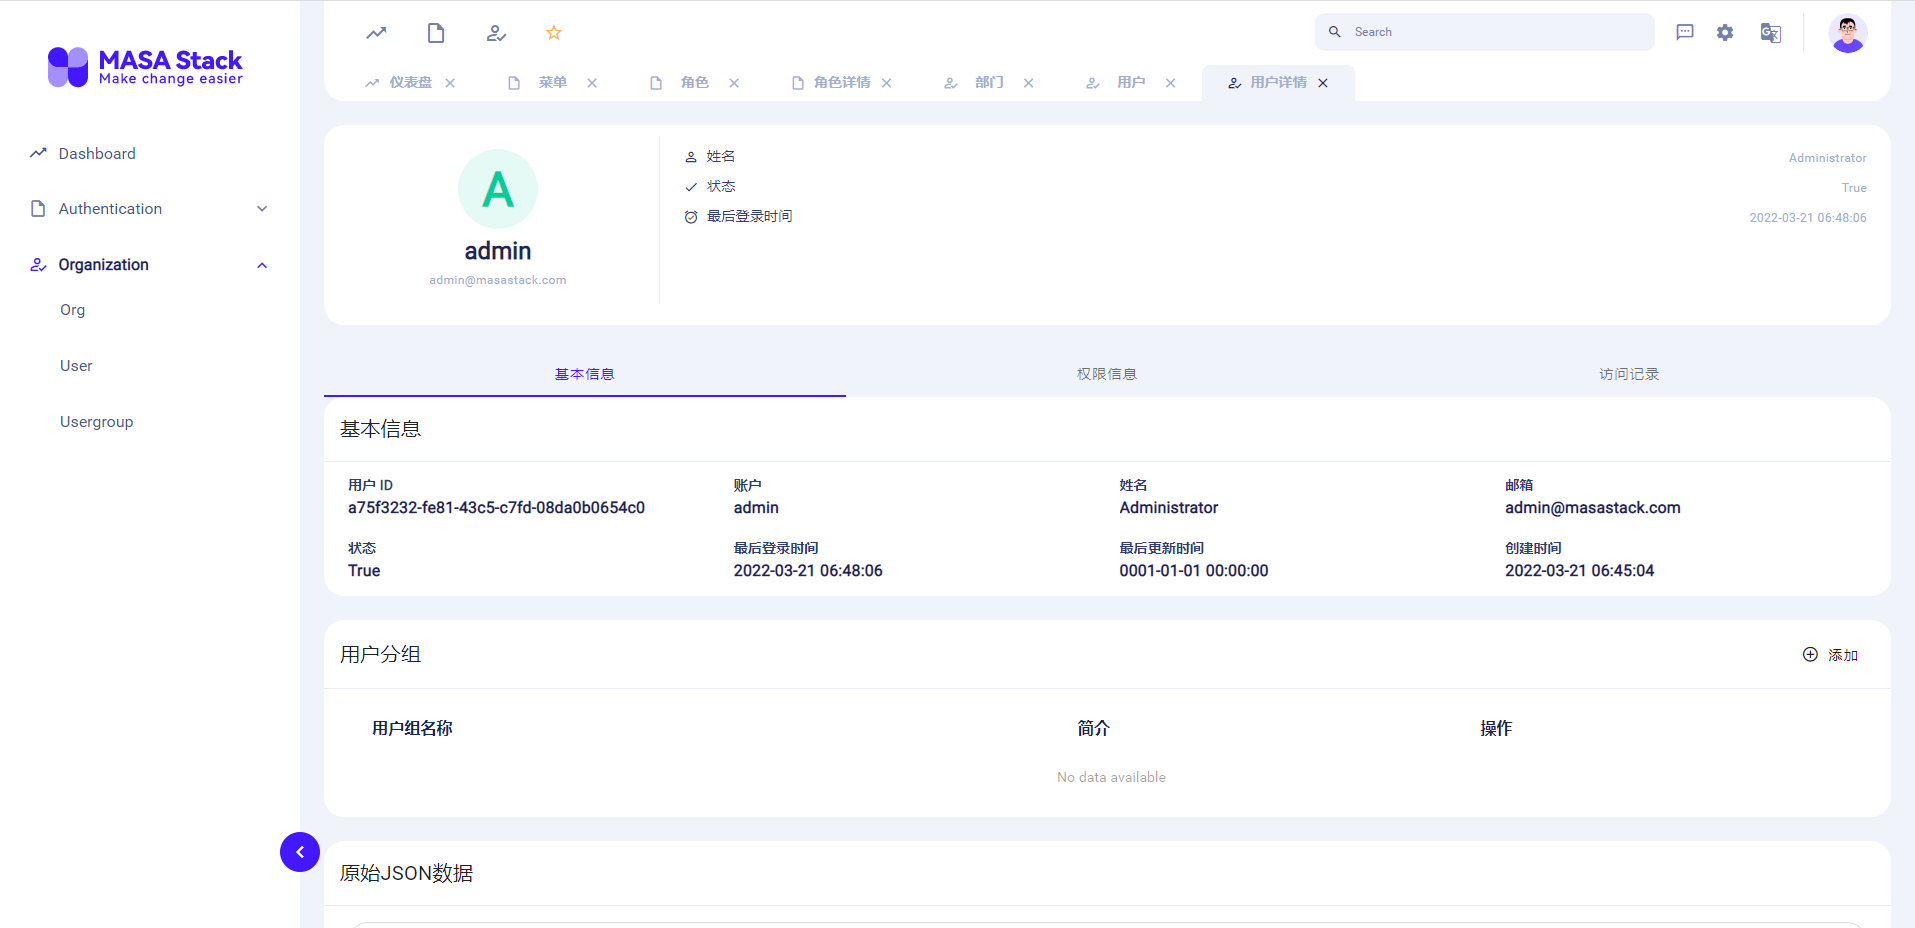 MASA Stack
Make change easier
Dashboard
Authentication
Organization
Org
User
Usergroup
Search
仪表盘
菜单
角色
角色详情
部门
用户
用户详情
A
admin
admin@masastack.com
姓名 Administrator
状态 True
最后登录时间 2022-03-21 06:48:06
基本信息 权限信息 访问记录
基本信息
用户 ID 账户 姓名 邮箱
a75f3232-fe81-43c5-c7fd-08da0b0654c0 admin Administrator admin@masastack.com
状态 最后登录时间 最后更新时间 创建时间
True 2022-03-21 06:48:06 0001-01-01 00:00:00 2022-03-21 06:45:04
用户分组 添加
用户组名称 简介 操作
No data available
原始JSON数据